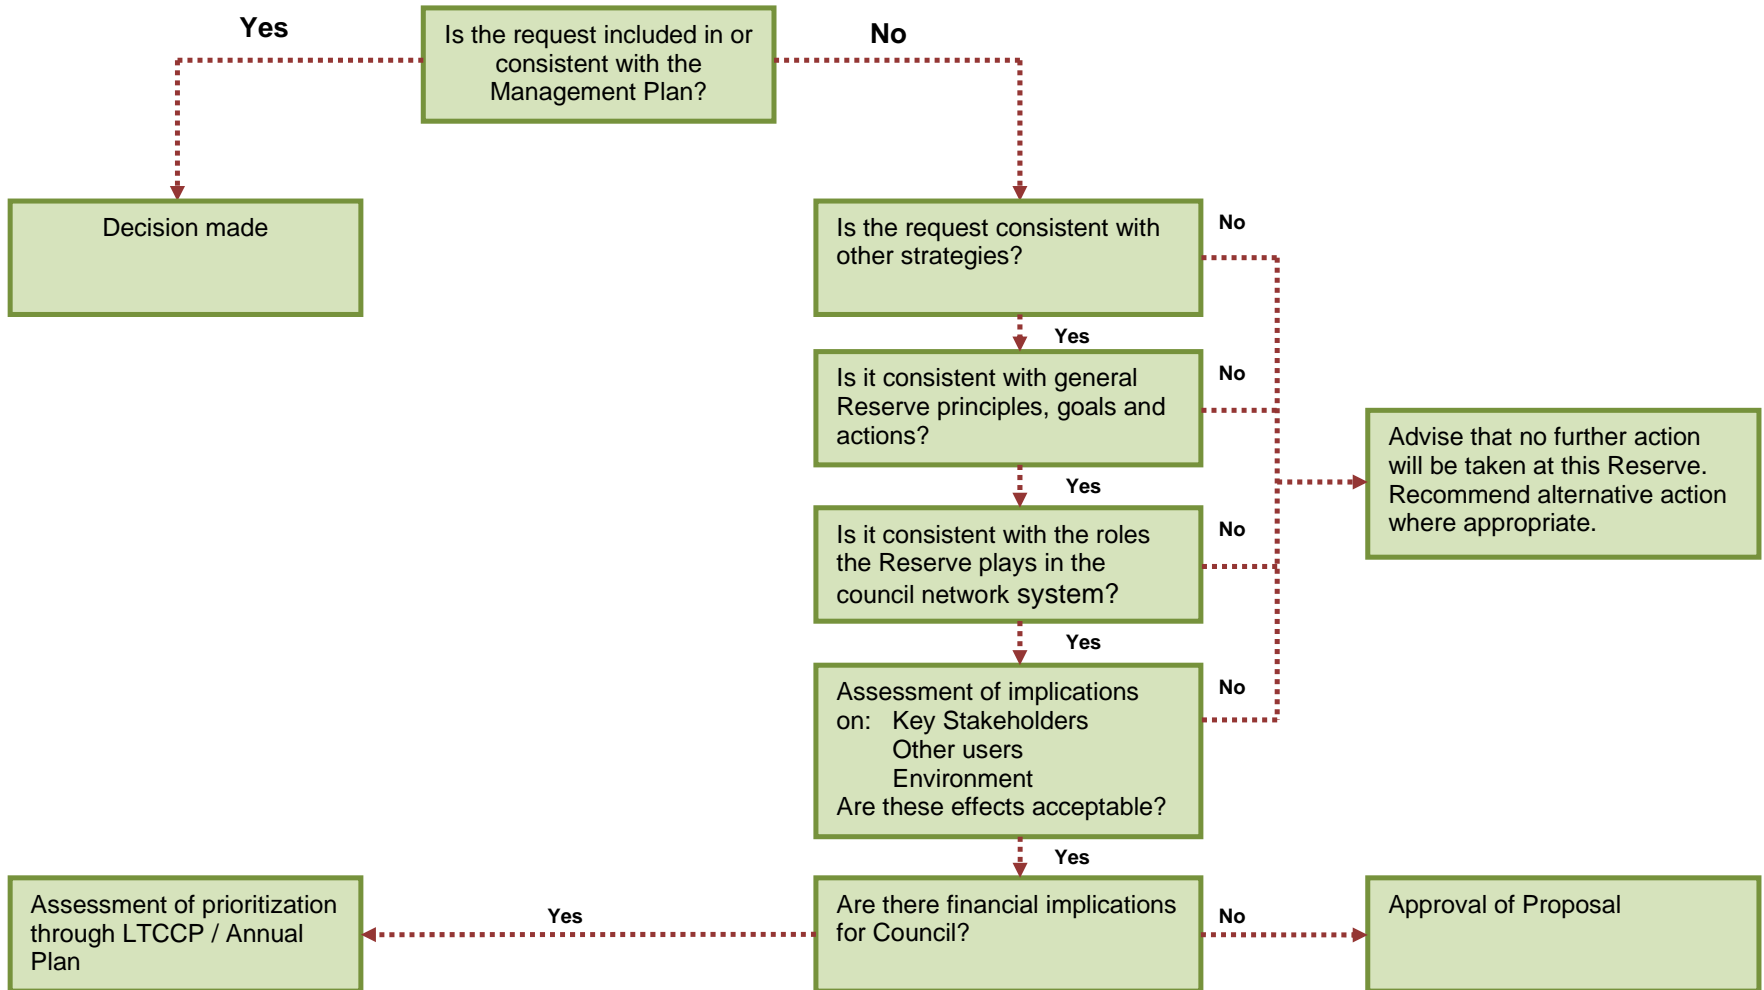 Yes
Is the request included in or
consistent with the
Management Plan?
No
Decision made
Is the request consistent with
other strategies?
No
Yes
Is it consistent with general
Reserve principles, goals and
actions?
No
Yes
Is it consistent with the roles
the Reserve plays in the
council network system?
No
Yes
Assessment of implications
on: Key Stakeholders
Other users
Environment
Are these effects acceptable?
No
Advise that no further action
will be taken at this Reserve.
Recommend alternative action
where appropriate.
Yes
Are there financial implications
for Council?
Yes
Assessment of prioritization
through LTCCP / Annual
Plan
No
Approval of Proposal